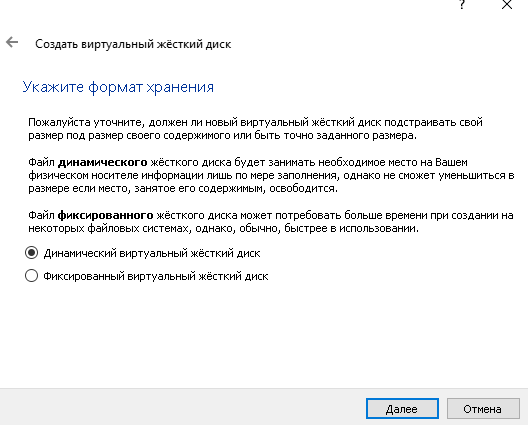 ?
Создать виртуальный жёсткий диск
Укажите формат хранения
Пожалуйста уточните, должен ли новый виртуальный жёсткий диск подстраивать свой
размер под размер своего содержимого или быть точно заданного размера.
Файл динамического жёсткого диска будет занимать необходимое место на Вашем
физическом носителе информации лишь по мере заполнения, однако не сможет уменьшиться в
размере если место, занятое его содержимым, освободится.
Файл фиксированного жёсткого диска может потребовать больше времени при создании на
некоторых файловых системах, однако, обычно, быстрее в использовании.
Динамический виртуальный жёсткий диск
Фиксированный виртуальный жёсткий диск
Далее
Отмена